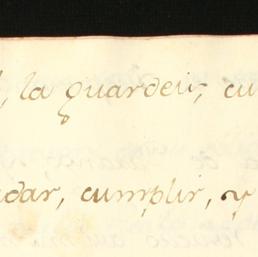 , la guardeis, cu
dar, cumplir, y